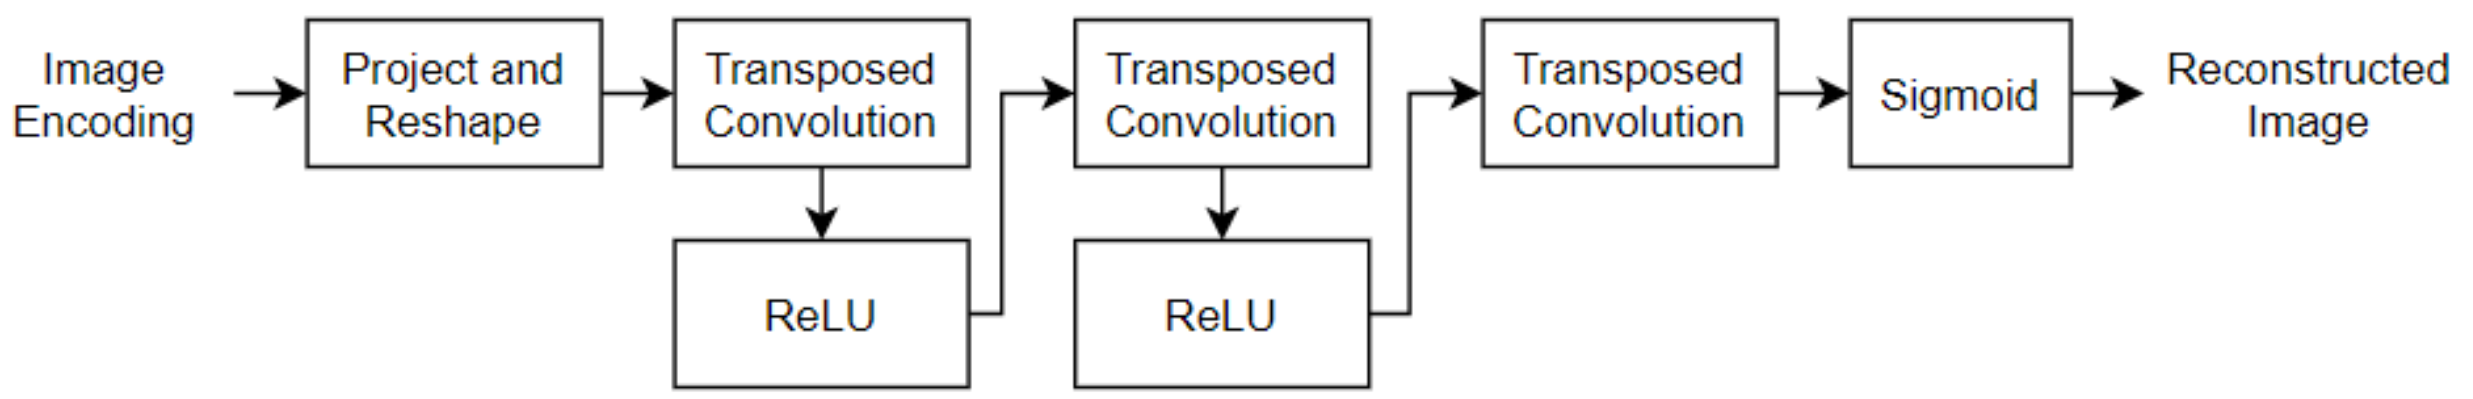 Image
Encoding
Project and
Reshape
Transposed
Convolution
ReLU
Transposed
Convolution
ReLU
Transposed
Convolution
Sigmoid
Reconstructed
Image